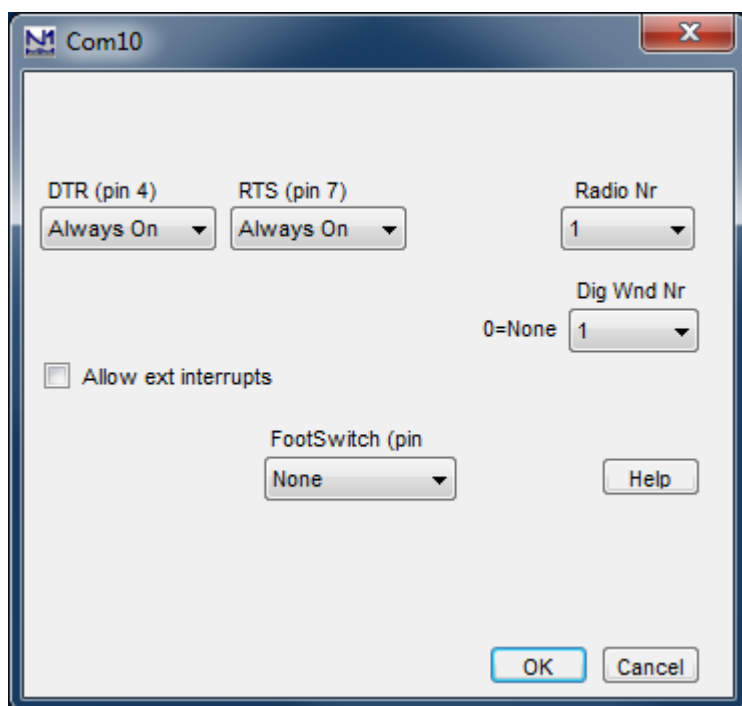 N1
Com10
DTR (pin 4) RTS (pin 7) Radio Nr
Always On Always On 1
Dig Wnd Nr
0=None 1
Allow ext interrupts
FootSwitch (pin
None Help
OK Cancel